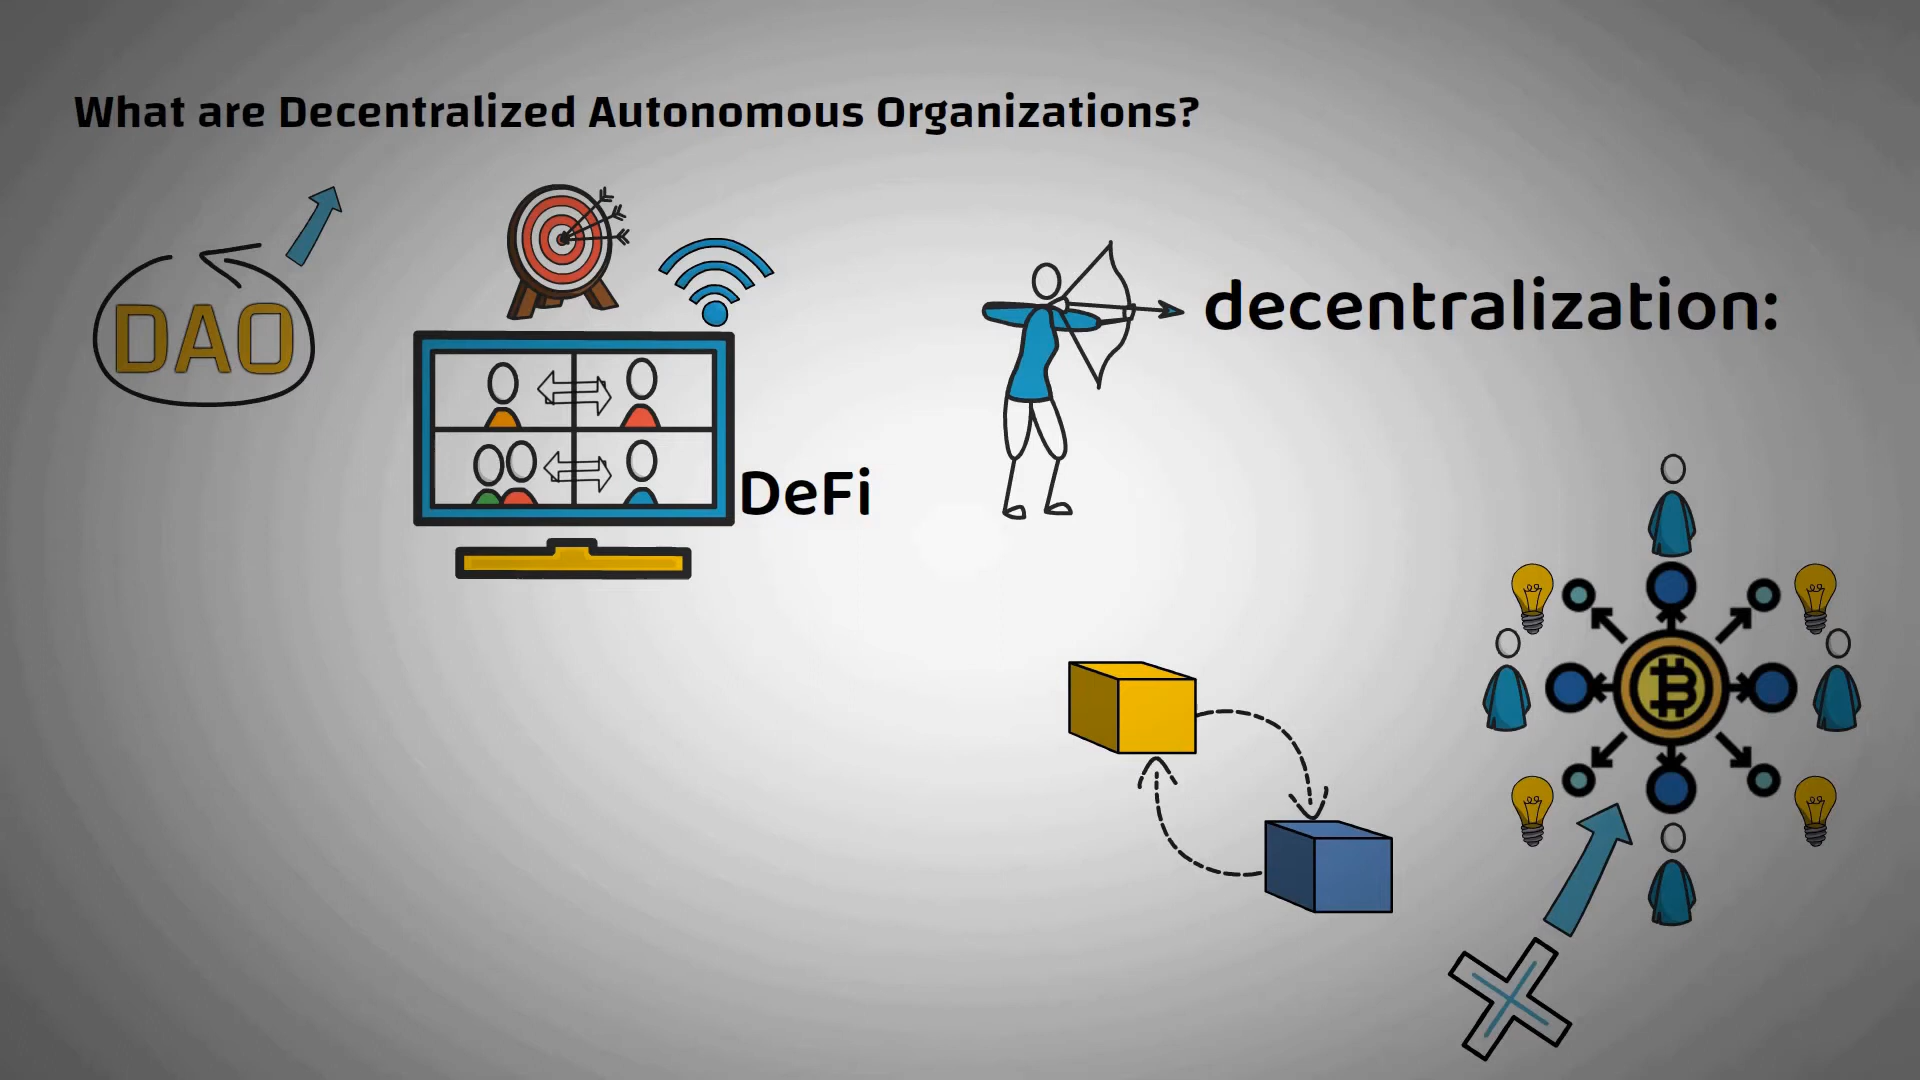 What are Decentralized Autonomous Organizations?
DAO
DeFi
decentralization: